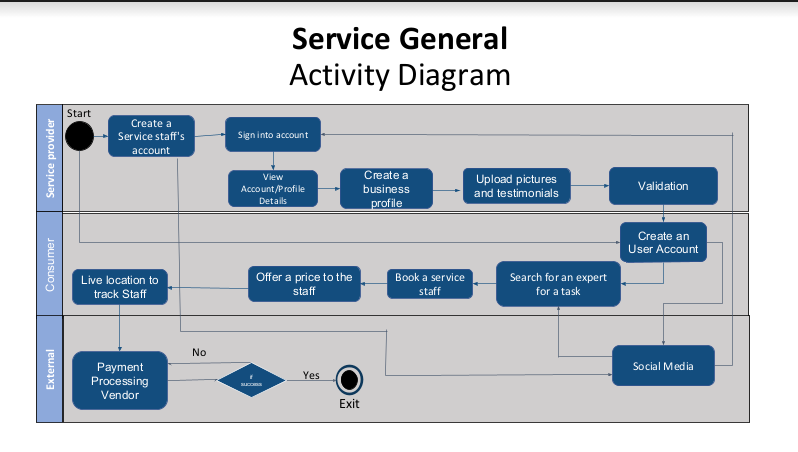 Service General
Activity Diagram
Service provider
Start
Create a
Service staff's
account
Sign into account
View
Account/Profile
Details
Create a
business
profile
Upload pictures
and testimonials
Validation
Consumer
Create an
User Account
Live location to
track Staff
Offer a price to the
staff
Book a service
staff
Search for an expert
for a task
External
Payment
Processing
Vendor
No
if
success
Yes
Exit
Social Media